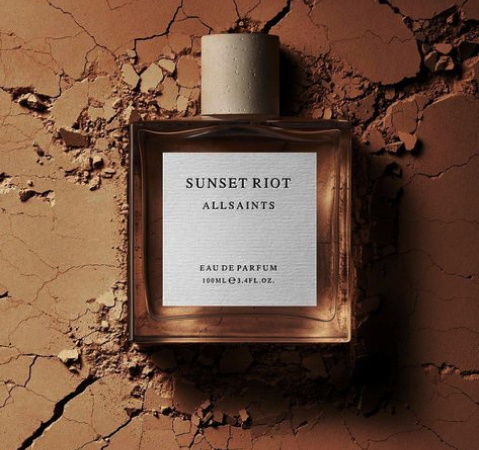 SUNSET RIOT
ALLSAINTS
EAU DE PARFUM
100ML ℮ 3.4FL.OZ.